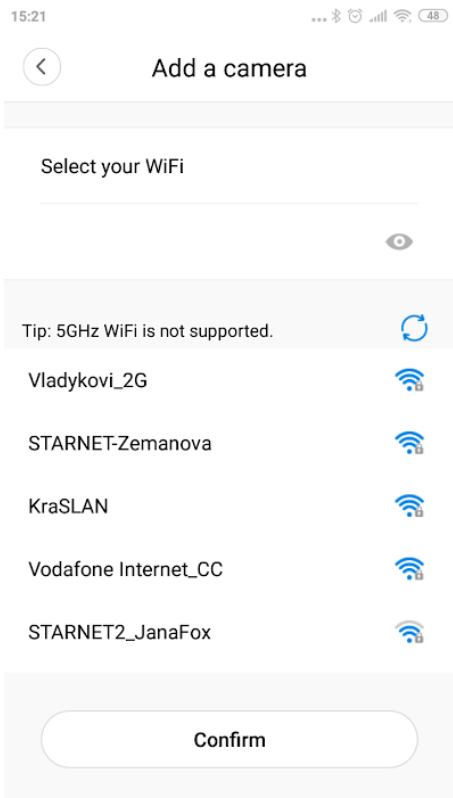 15:21
48
Add a camera
Select your WiFi
Tip: 5GHz WiFi is not supported.
Vladykovi_2G
STARNET-Zemanova
KraSLAN
Vodafone Internet_CC
STARNET2_JanaFox
Confirm